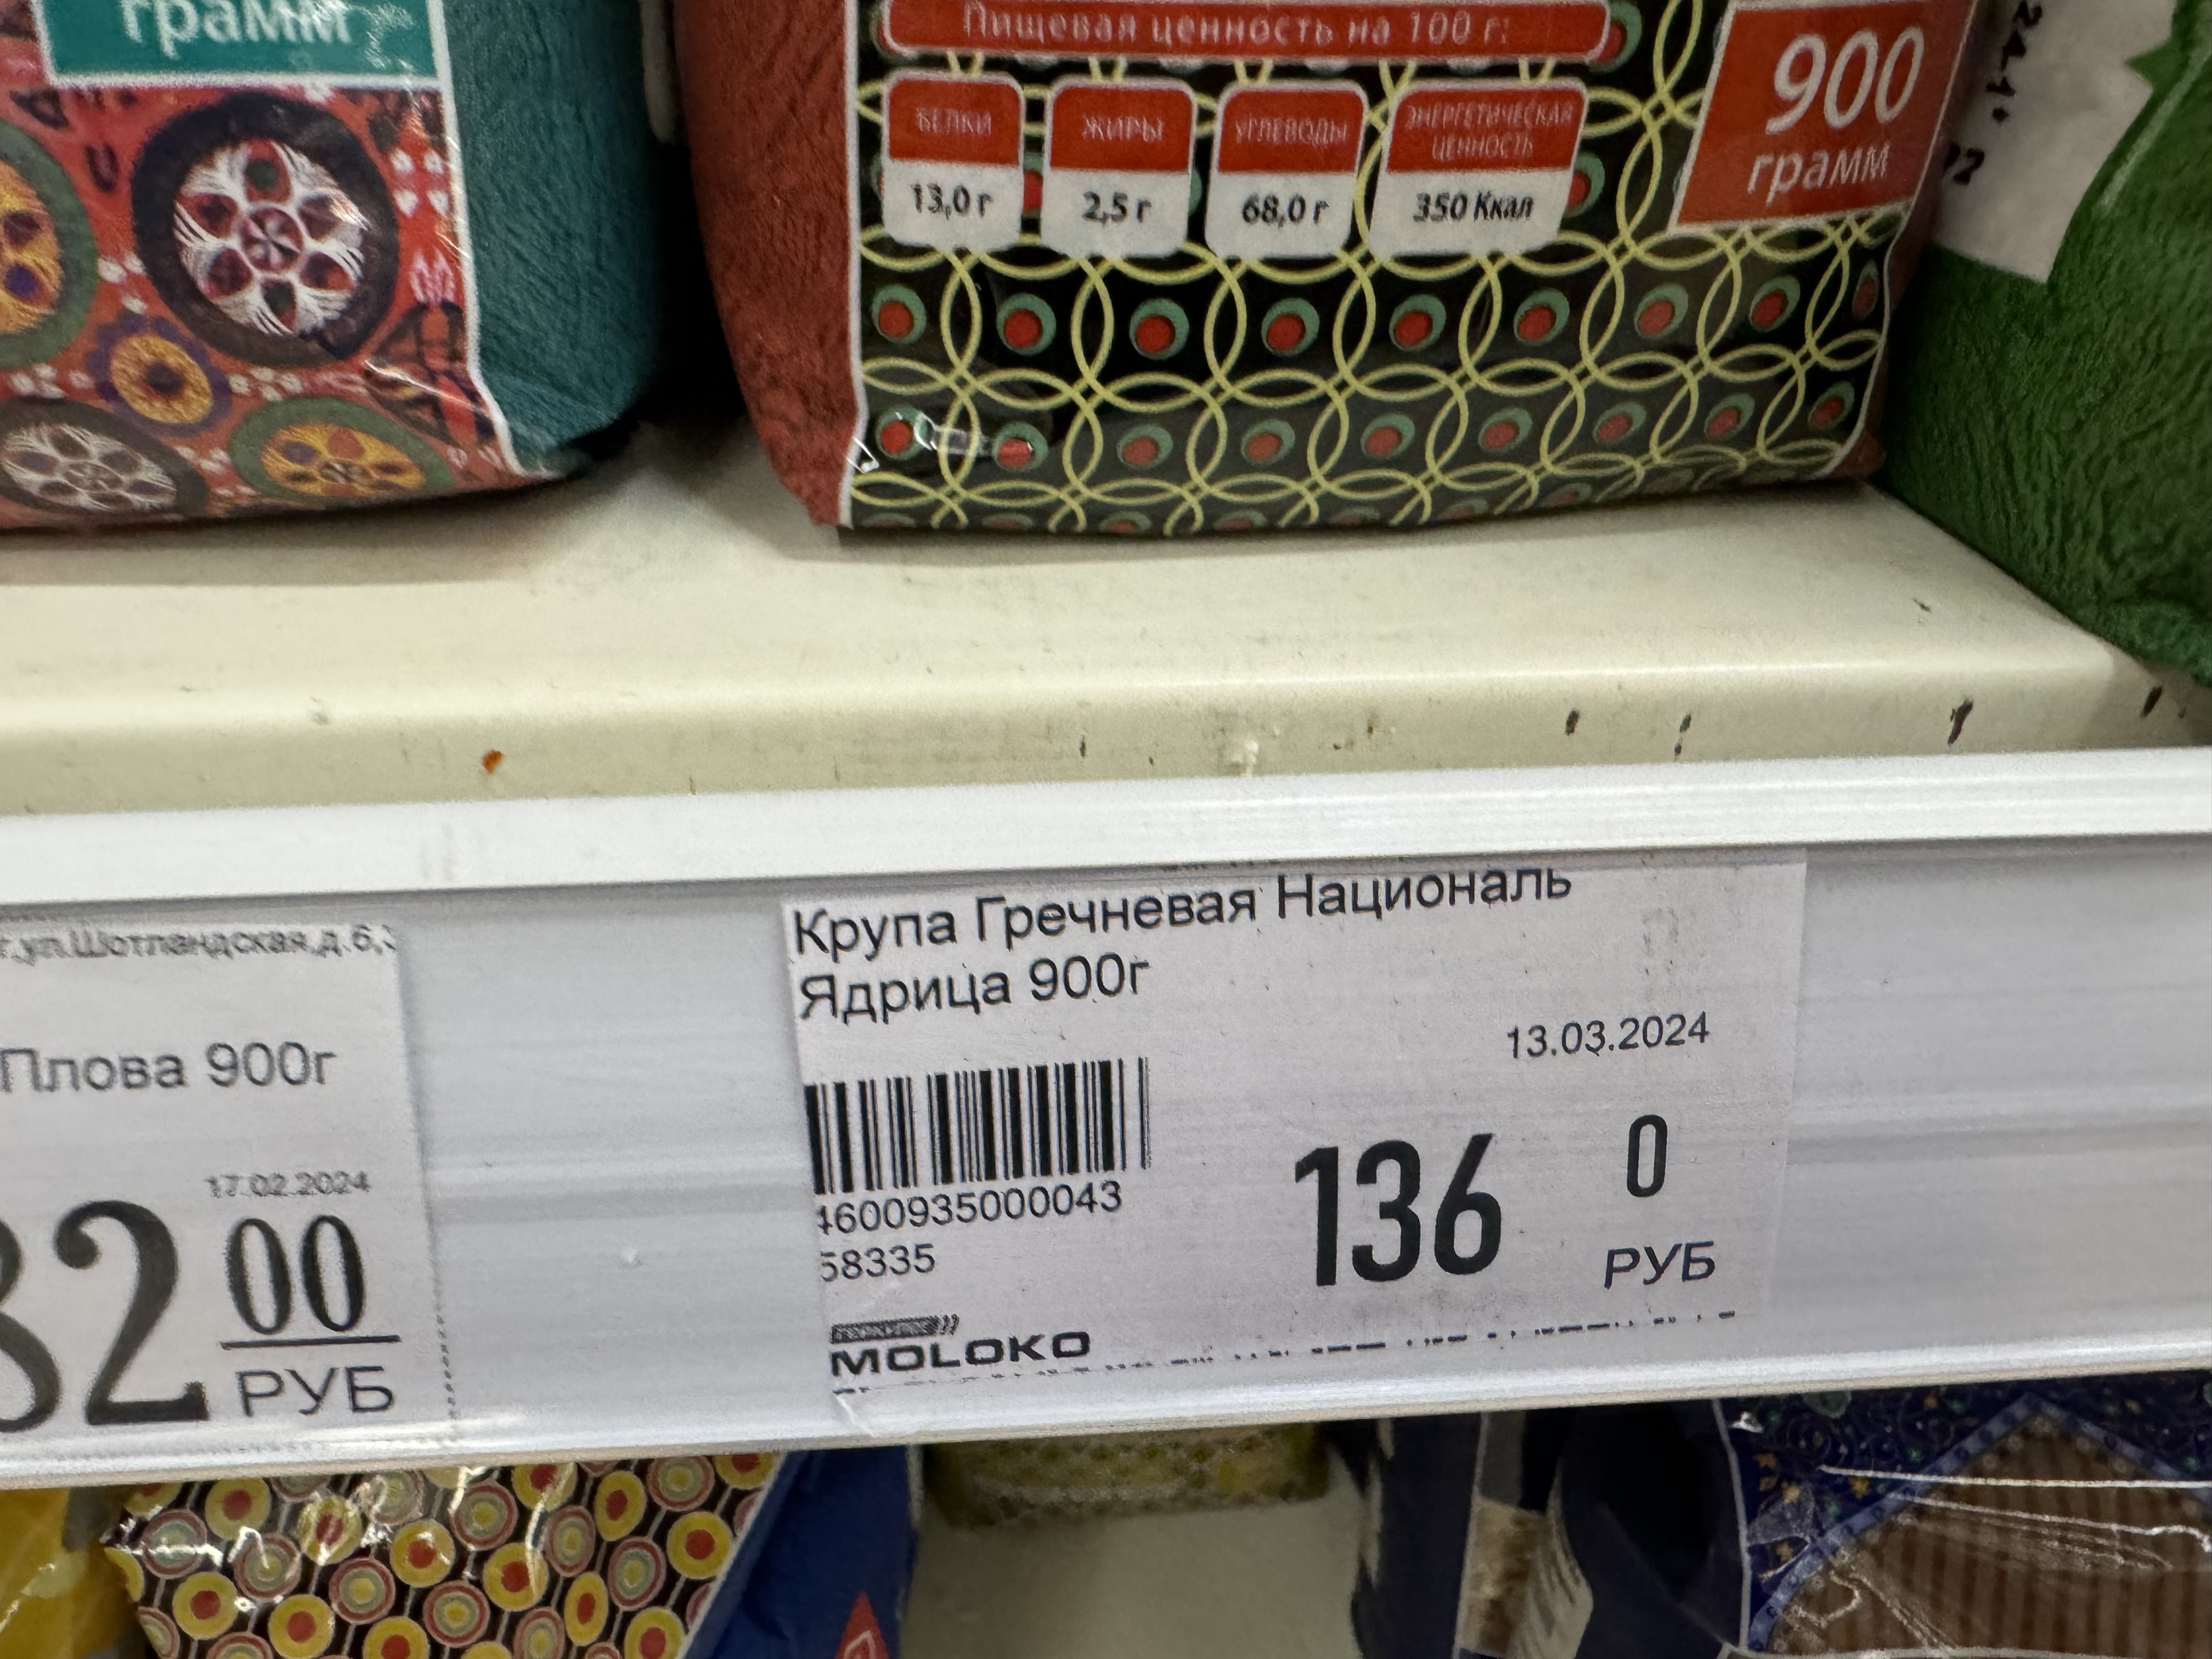 грамм
Пищевая ценность на 100 г:
БЕЛКИ
13,0 г
ЖИРЫ
2,5 г
УГЛЕВОДЫ
68,0 г
ЭНЕРГЕТИЧЕСКАЯ
ЦЕННОСТЬ
350 Ккал
900
грамм
г.ул.Шотландская,д.6,
Плова 900г
17.02.2024
82 00
РУБ
Крупа Гречневая Националь
Ядрица 900г
13.03.2024
4600935000043
58335
136 0
РУБ
MOLOKO